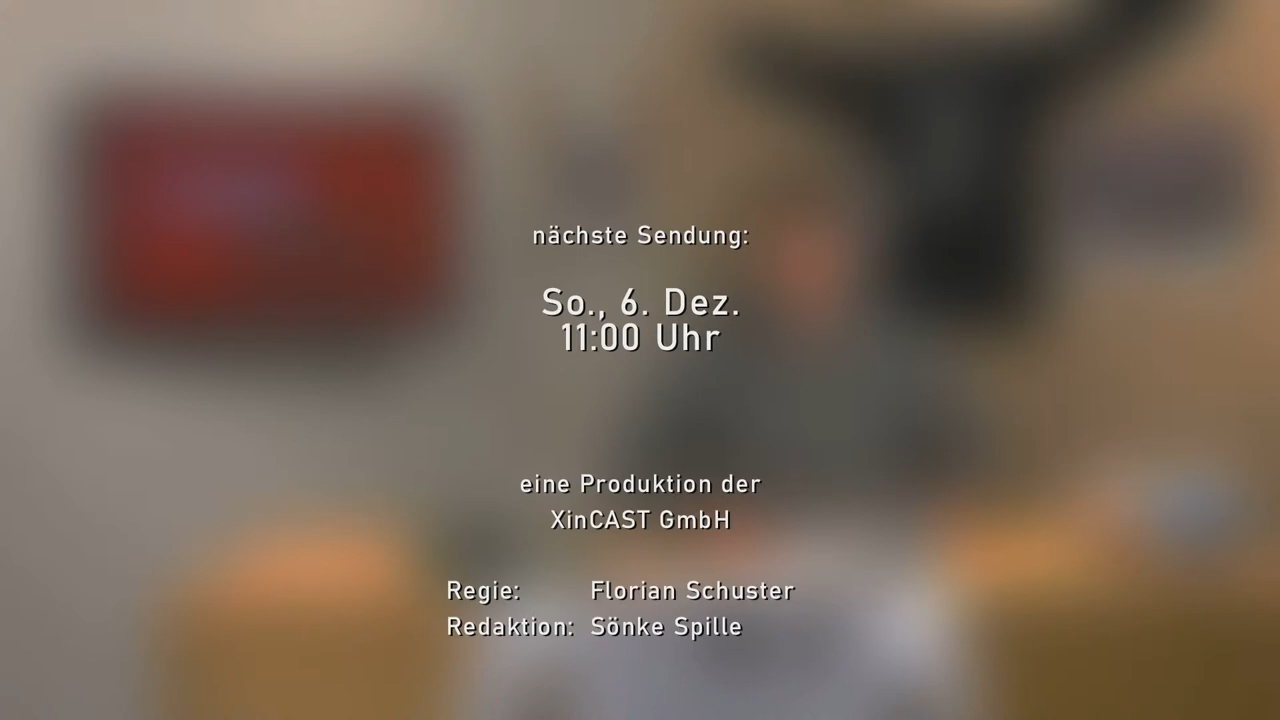 nächste Sendung:
So., 6. Dez.
11:00 Uhr
eine Produktion der
XinCAST GmbH
Regie: Florian Schuster
Redaktion: Sönke Spille